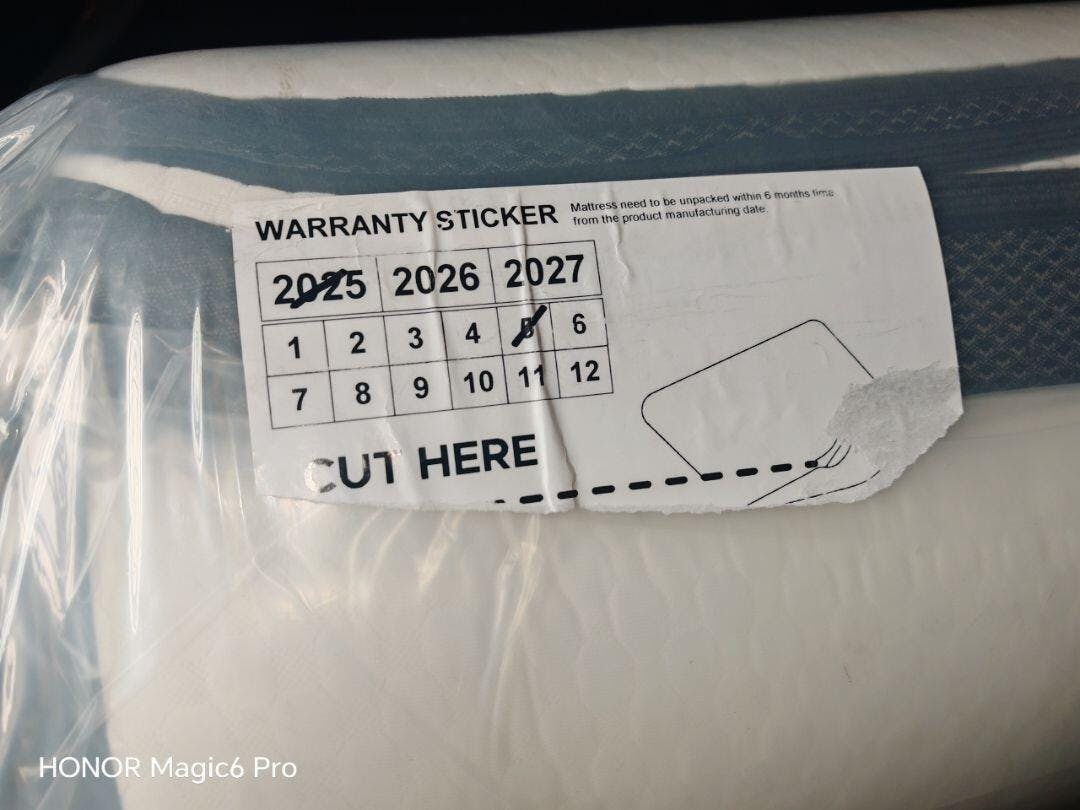 WARRANTY STICKER
Mattress need to be unpacked within 6 months time
from the product manufacturing date.
2025 2026 2027
1 2 3 4 5 6
7 8 9 10 11 12
CUT HERE
HONOR Magic6 Pro